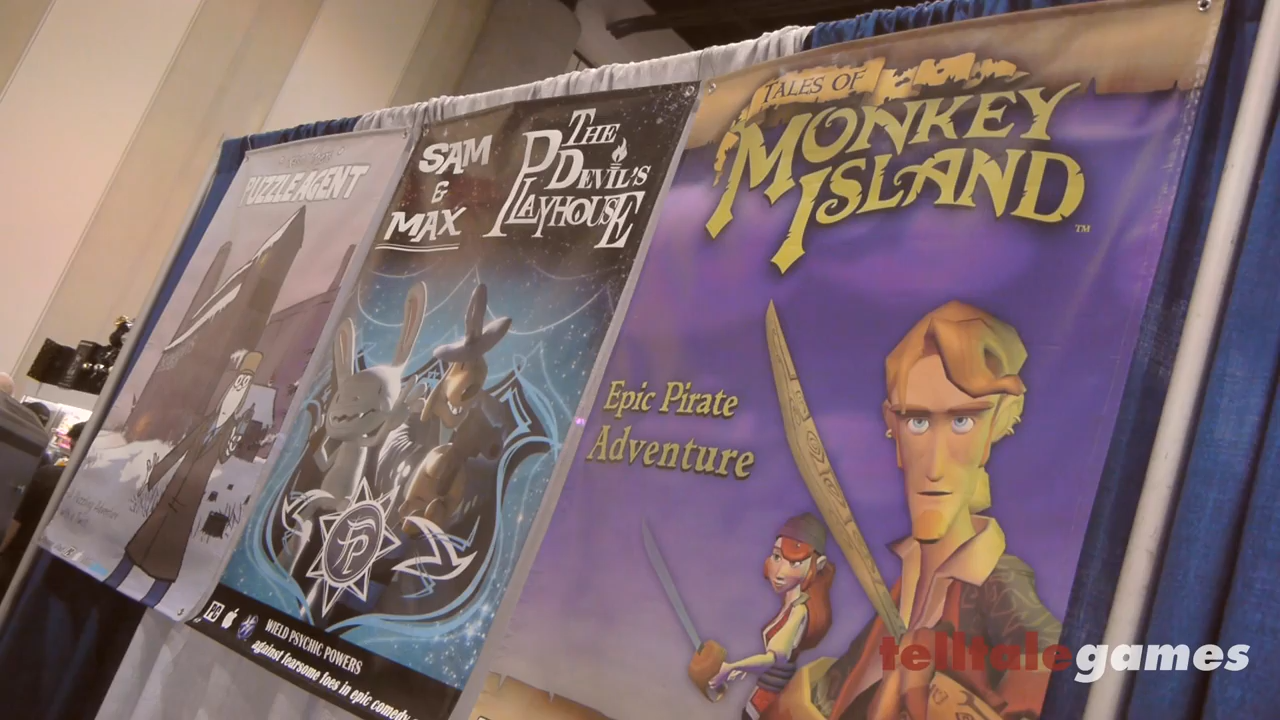 PUZZLE AGENT
SAM
&
MAX
THE
DEVIL'S
PLAYHOUSE
PC
WIELD PSYCHIC POWERS
against fearsome foes in epic comedy
TALES OF
MONKEY
ISLAND
TM
Epic Pirate
Adventure
telltalegames